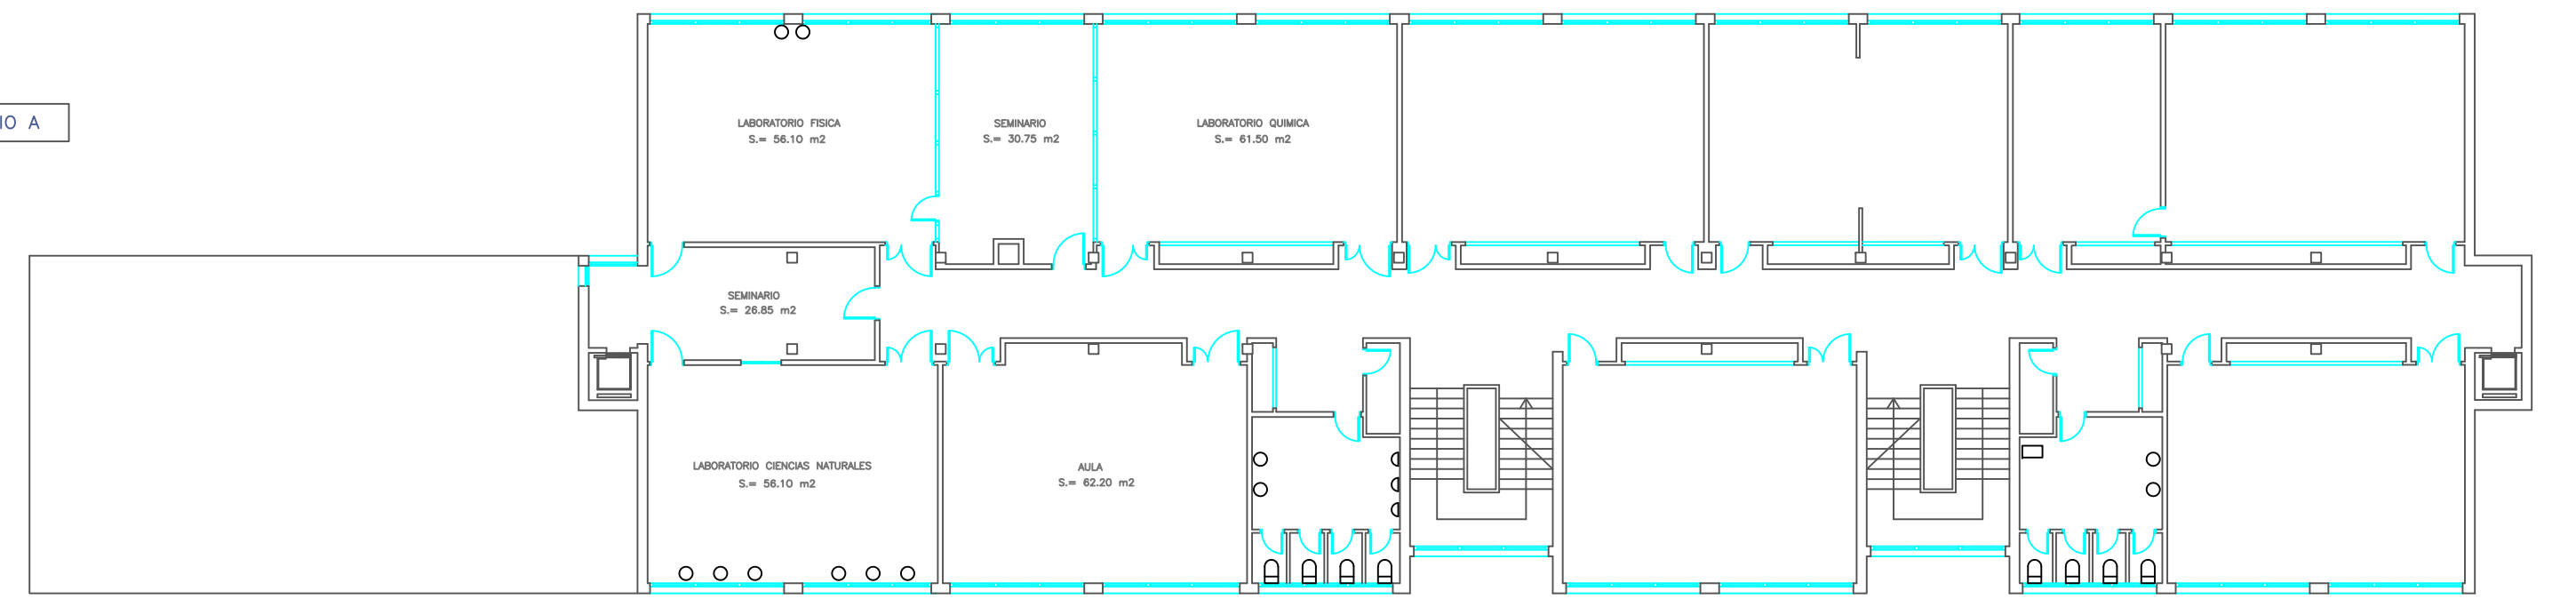 IO A
LABORATORIO FISICA
S.= 56.10 m2
SEMINARIO
S.= 30.75 m2
LABORATORIO QUIMICA
S.= 61.50 m2
SEMINARIO
S.= 26.85 m2
LABORATORIO CIENCIAS NATURALES
S.= 56.10 m2
AULA
S.= 62.20 m2